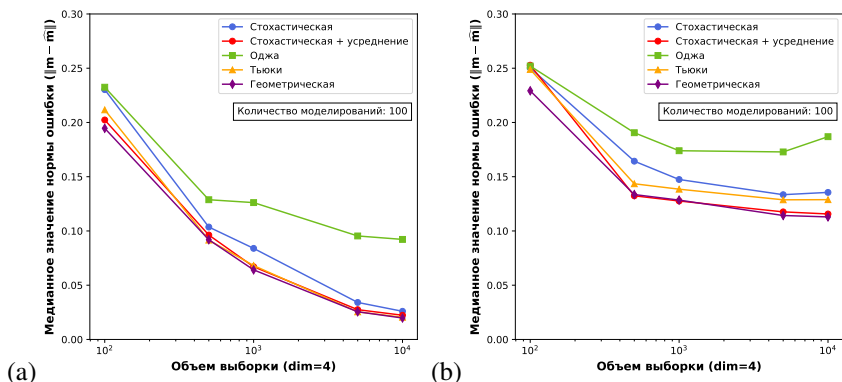 Медианное значение нормы ошибки (‖m − m̂‖)
0.30
0.25
0.20
0.15
0.10
0.05
0.00
Стохастическая
Стохастическая + усреднение
Оджа
Тьюки
Геометрическая
Количество моделирований: 100
10²
10³
10⁴
Объем выборки (dim=4)
(a)
Медианное значение нормы ошибки (‖m − m̂‖)
0.30
0.25
0.20
0.15
0.10
0.05
0.00
Стохастическая
Стохастическая + усреднение
Оджа
Тьюки
Геометрическая
Количество моделирований: 100
10²
10³
10⁴
Объем выборки (dim=4)
(b)